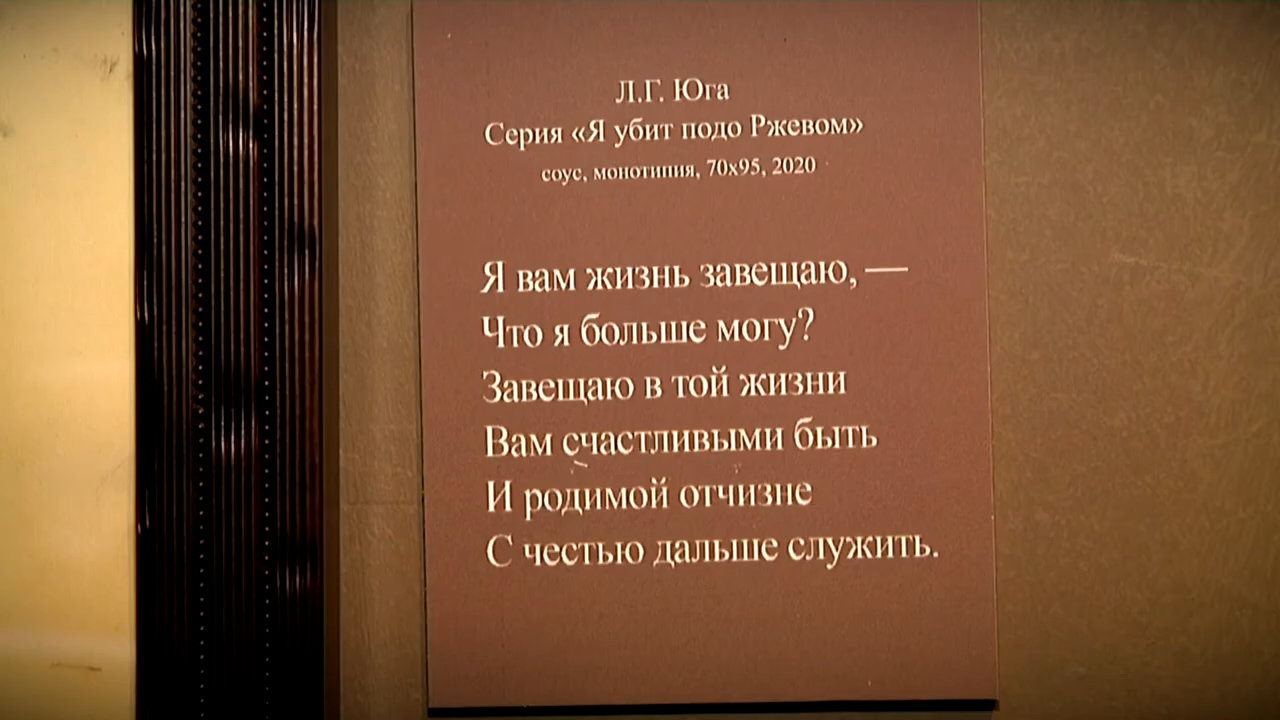 Л.Г. Юга
Серия «Я убит подо Ржевом»
соус, монотипия, 70х95, 2020
Я вам жизнь завещаю, —
Что я больше могу?
Завещаю в той жизни
Вам счастливыми быть
И родимой отчизне
С честью дальше служить.